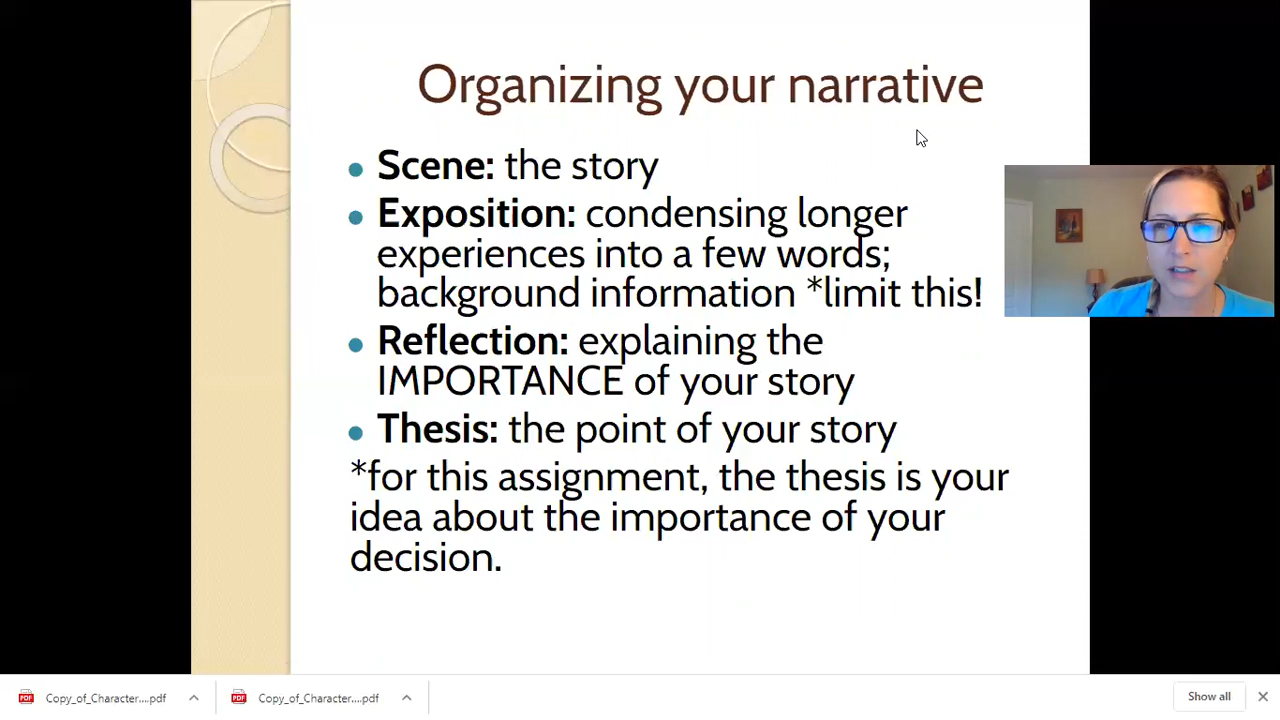 Organizing your narrative
Scene: the story
Exposition: condensing longer
experiences into a few words;
background information *limit this!
Reflection: explaining the
IMPORTANCE of your story
Thesis: the point of your story
*for this assignment, the thesis is your
idea about the importance of your
decision.
PDF Copy_of_Character....pdf
PDF Copy_of_Character....pdf
Show all